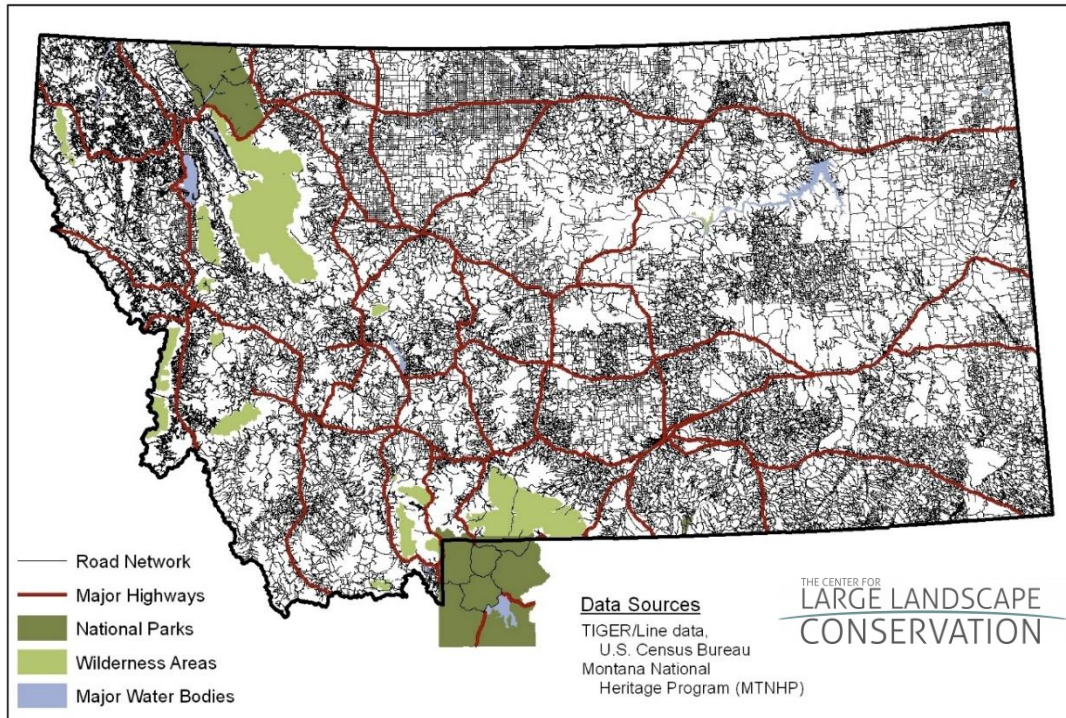 Road Network
Major Highways
National Parks
Wilderness Areas
Major Water Bodies
Data Sources
TIGER/Line data,
U.S. Census Bureau
Montana National
Heritage Program (MTNHP)
THE CENTER FOR
LARGE LANDSCAPE
CONSERVATION